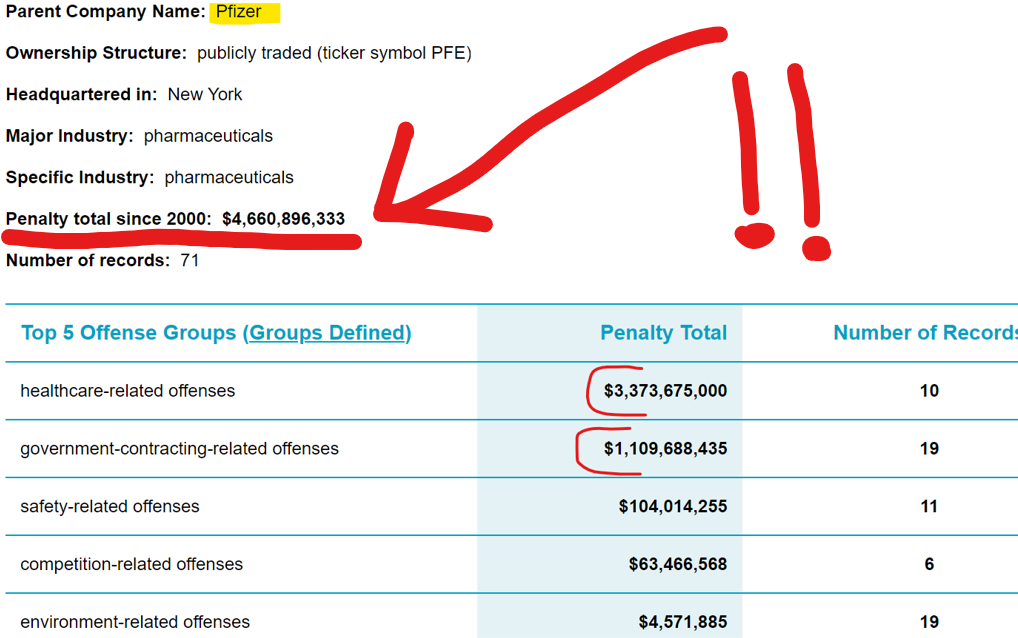 Parent Company Name: Pfizer
Ownership Structure: publicly traded (ticker symbol PFE)
Headquartered in: New York
Major Industry: pharmaceuticals
Specific Industry: pharmaceuticals
Penalty total since 2000: $4,660,896,333
!!
Number of records: 71
Top 5 Offense Groups (Groups Defined) Penalty Total Number of Records
healthcare-related offenses $3,373,675,000 10
government-contracting-related offenses $1,109,688,435 19
safety-related offenses $104,014,255 11
competition-related offenses $63,466,568 6
environment-related offenses $4,571,885 19